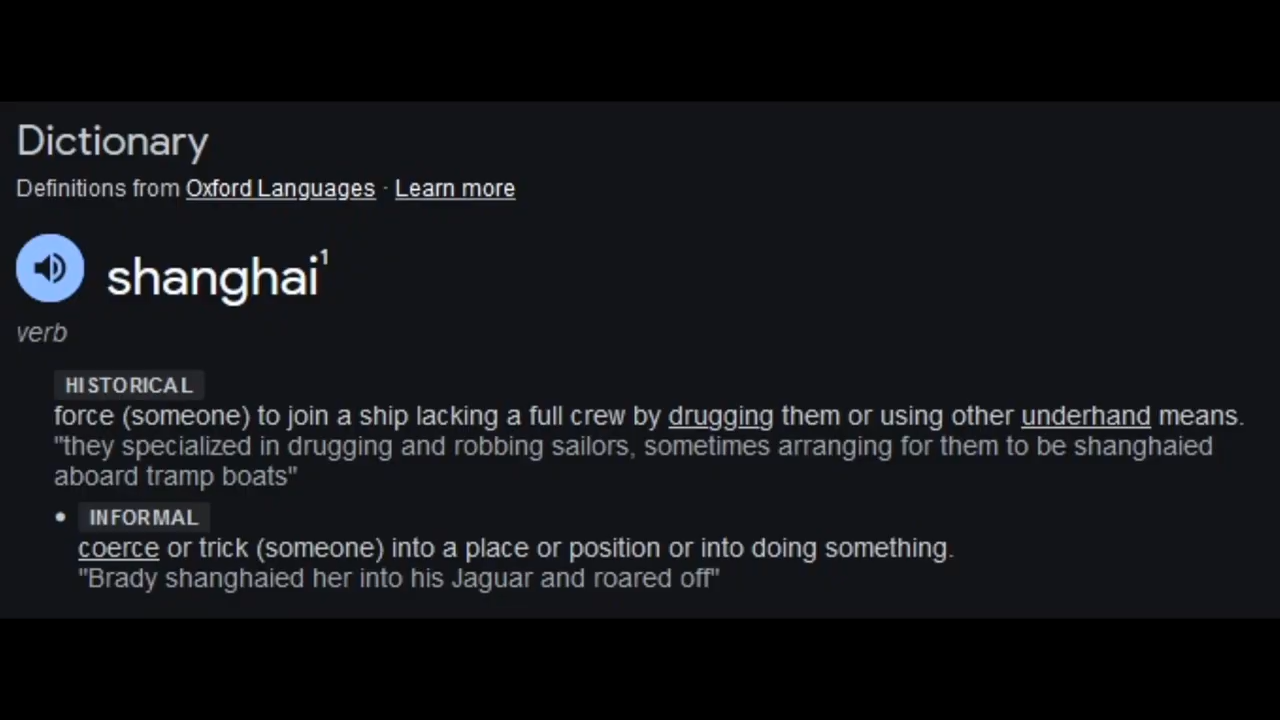 Dictionary
Definitions from Oxford Languages · Learn more
shanghai¹
verb
HISTORICAL
force (someone) to join a ship lacking a full crew by drugging them or using other underhand means.
"they specialized in drugging and robbing sailors, sometimes arranging for them to be shanghaied
aboard tramp boats"
• INFORMAL
coerce or trick (someone) into a place or position or into doing something.
"Brady shanghaied her into his Jaguar and roared off"